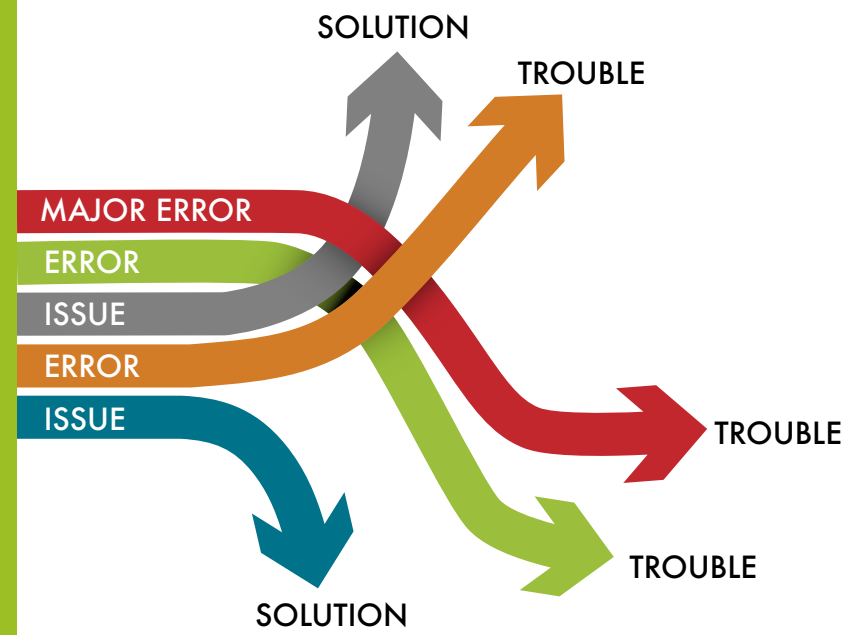 SOLUTION
TROUBLE
MAJOR ERROR
ERROR
ISSUE
ERROR
ISSUE
TROUBLE
TROUBLE
SOLUTION